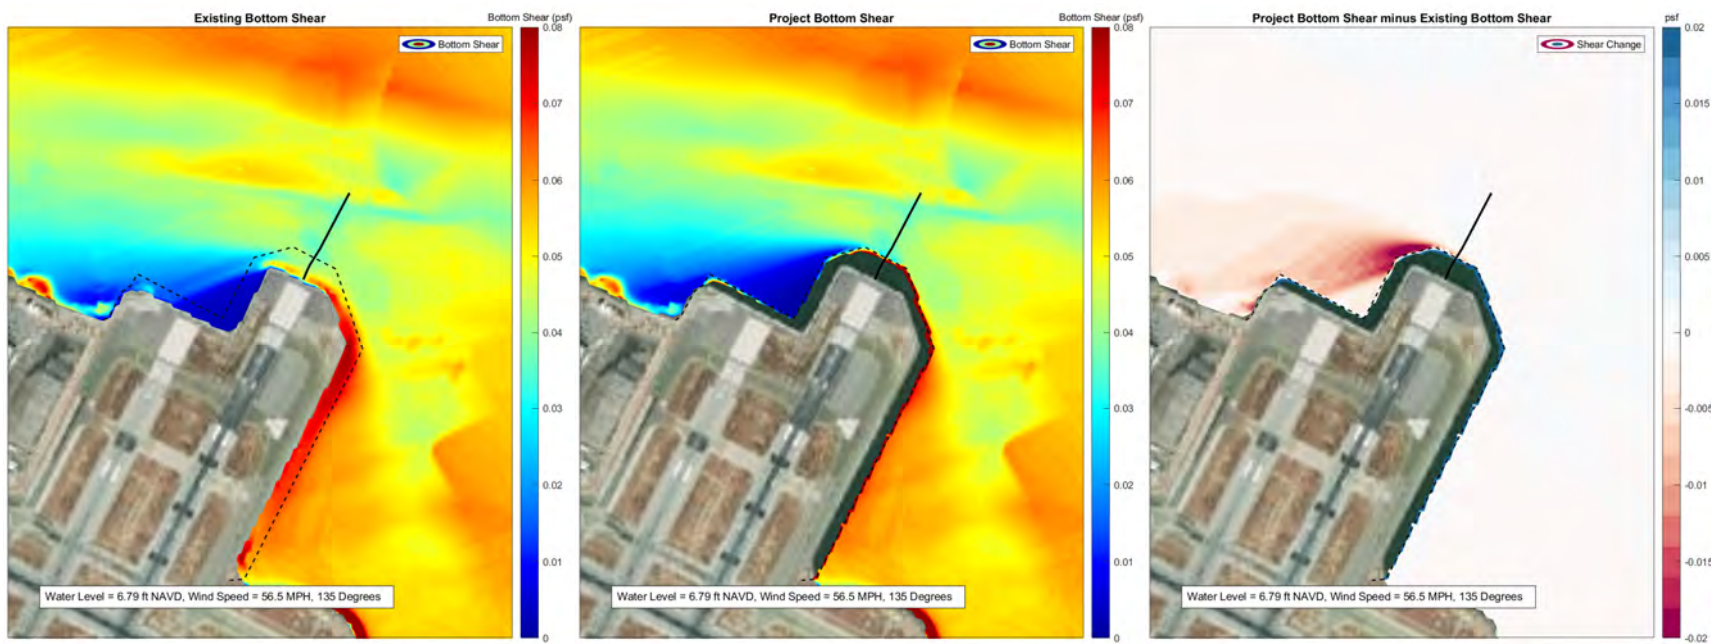 Existing Bottom Shear
Bottom Shear (psf)
Bottom Shear
0.08
0.07
0.06
0.05
0.04
0.03
0.02
0.01
0
Water Level = 6.79 ft NAVD, Wind Speed = 56.5 MPH, 135 Degrees
Project Bottom Shear
Bottom Shear (psf)
Bottom Shear
0.08
0.07
0.06
0.05
0.04
0.03
0.02
0.01
0
Water Level = 6.79 ft NAVD, Wind Speed = 56.5 MPH, 135 Degrees
Project Bottom Shear minus Existing Bottom Shear
psf
Shear Change
0.02
0.015
0.01
0.005
0
-0.005
-0.01
-0.015
-0.02
Water Level = 6.79 ft NAVD, Wind Speed = 56.5 MPH, 135 Degrees